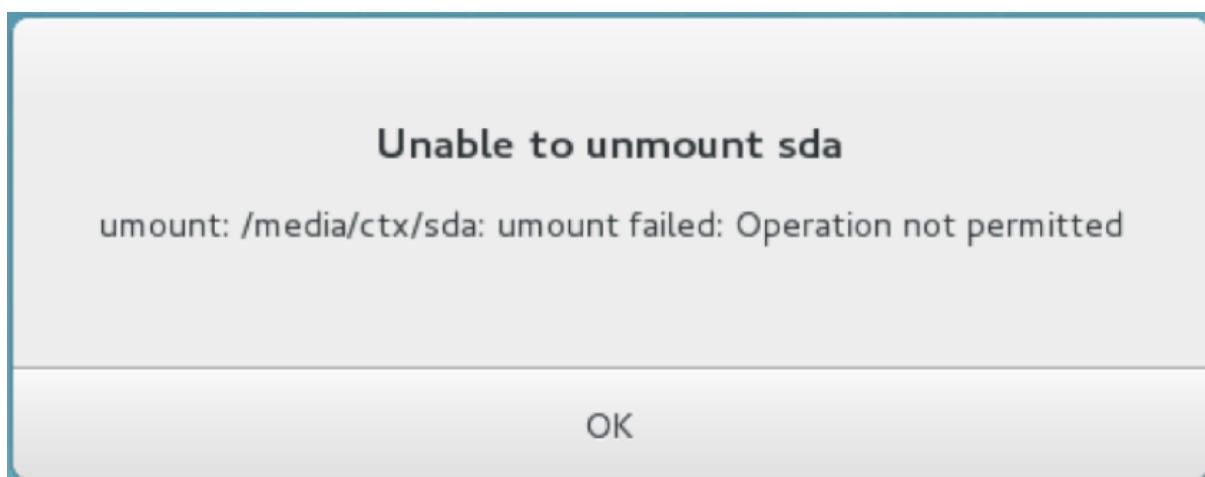 Unable to unmount sda
umount: /media/ctx/sda: umount failed: Operation not permitted
OK